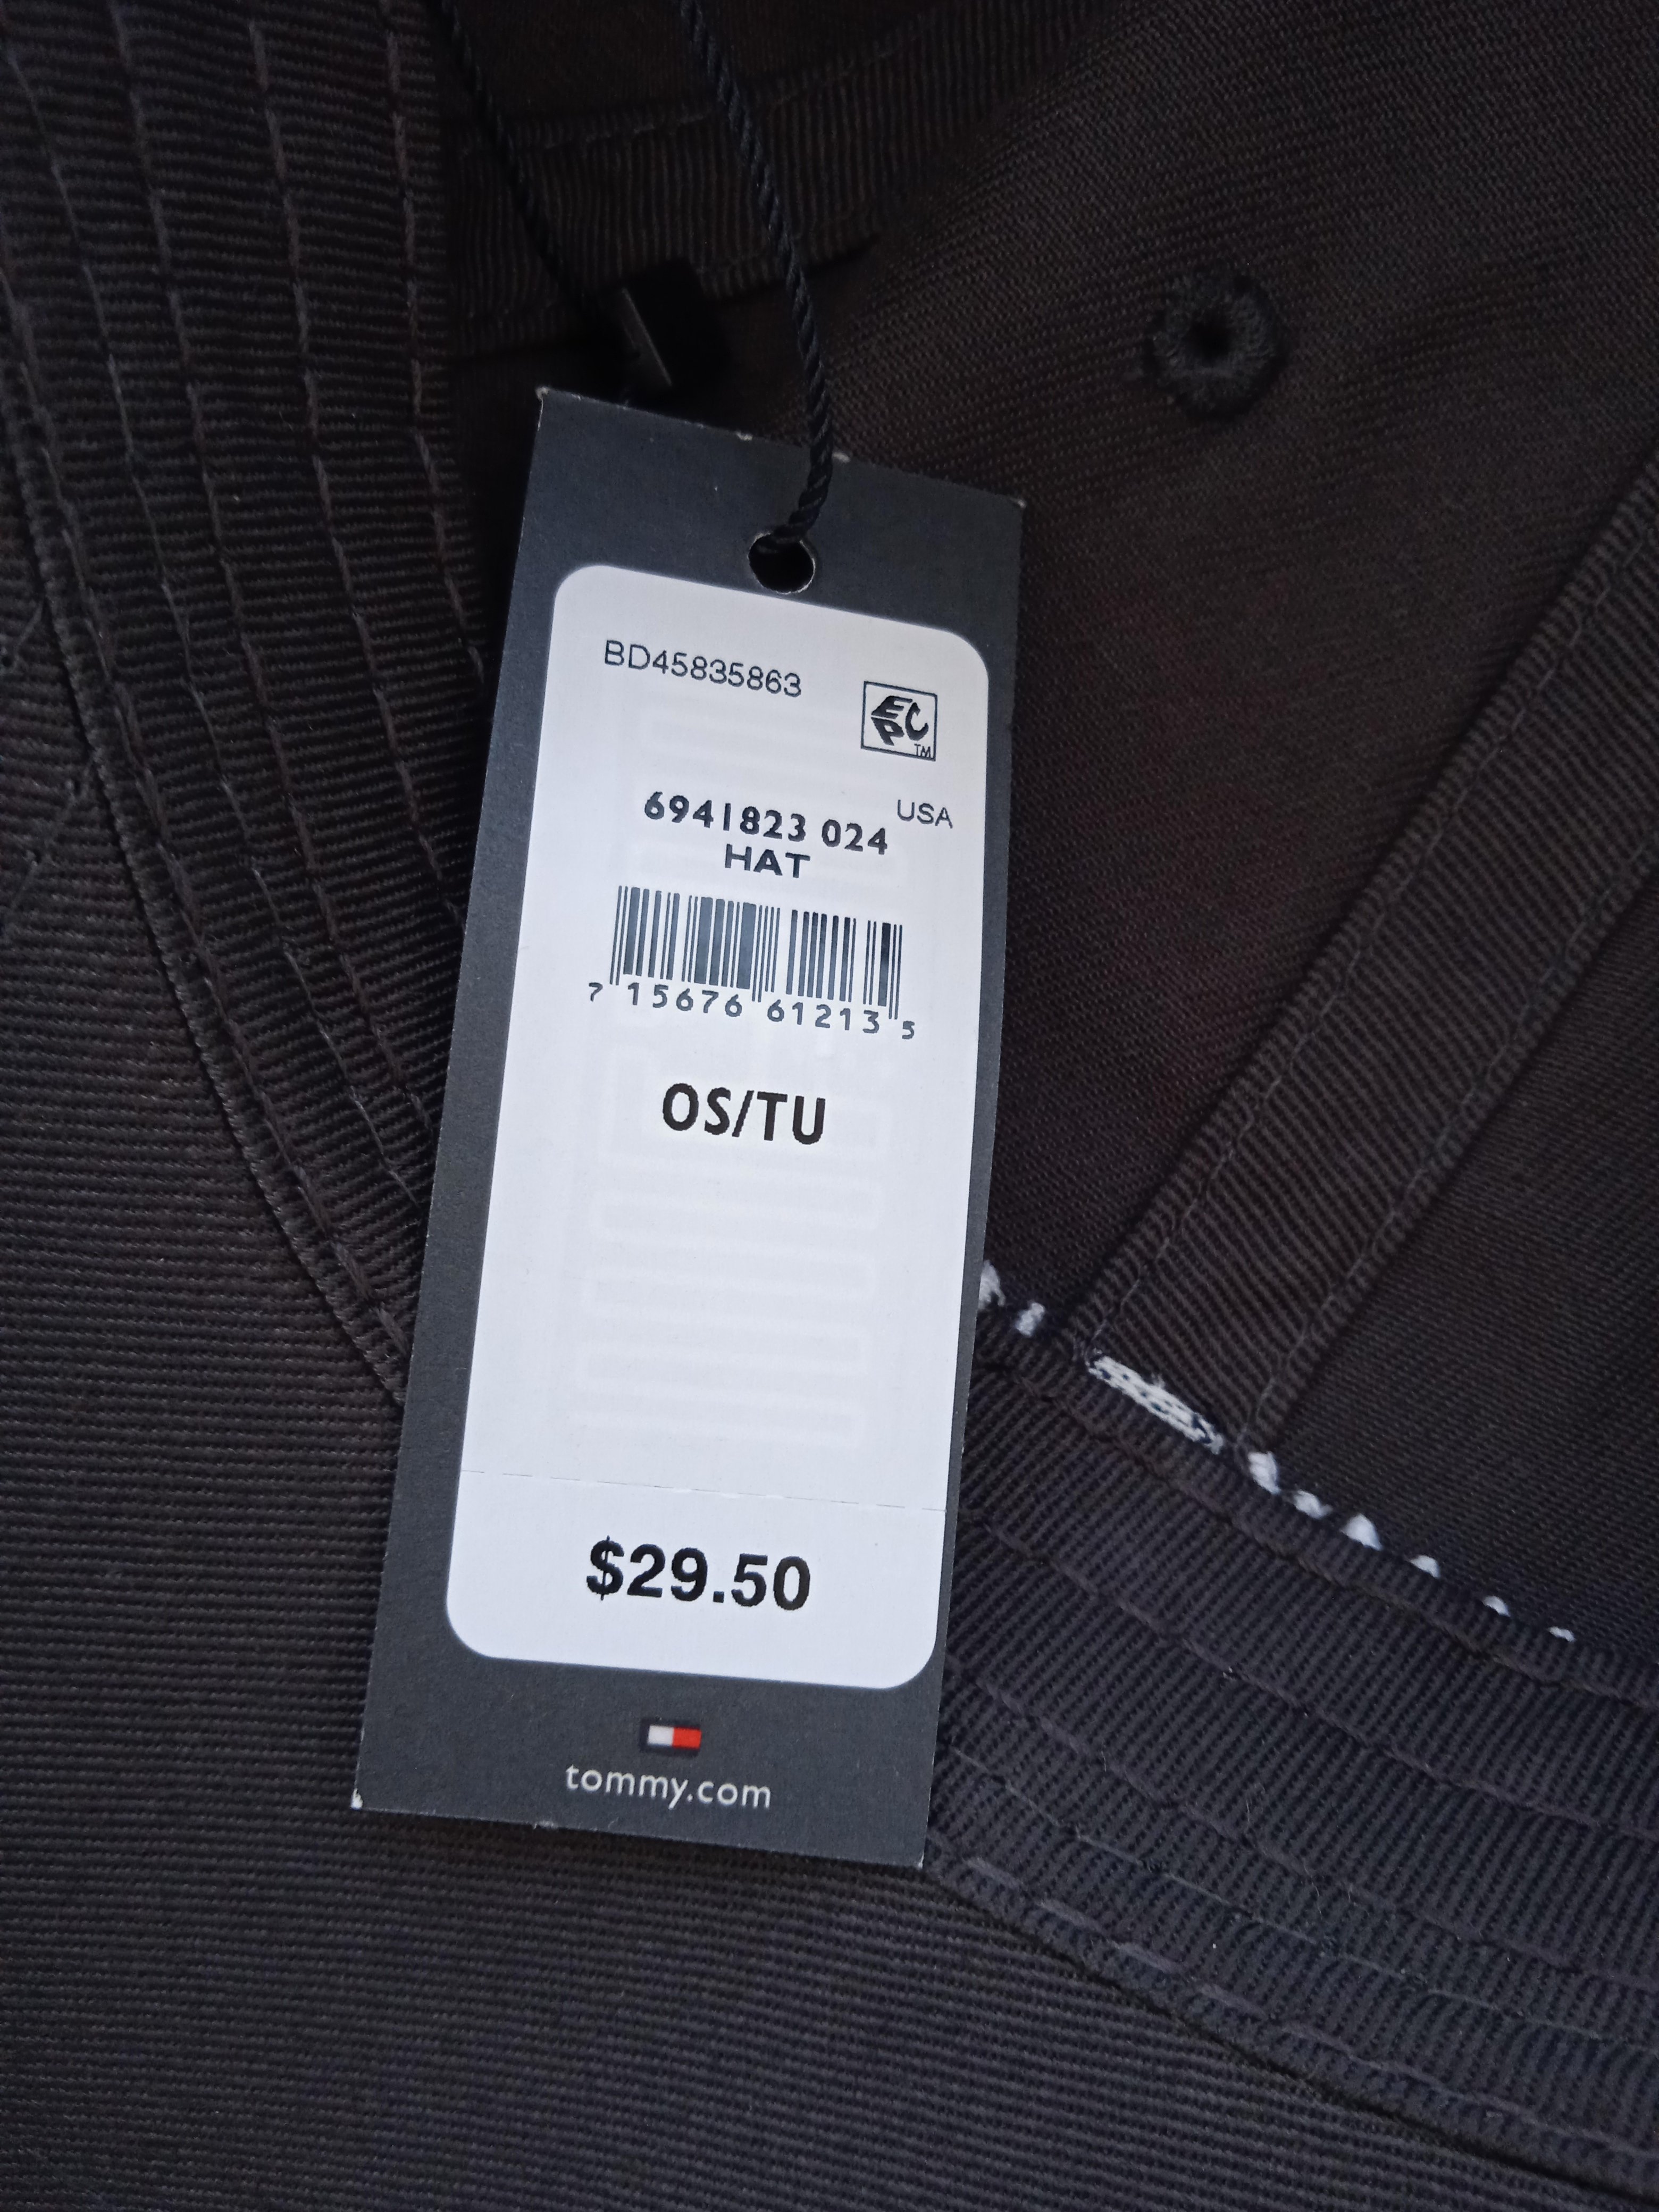 BD45835863
EPC
TM
USA
6941823 024
HAT
7 15676 61213 5
OS/TU
$29.50
tommy.com